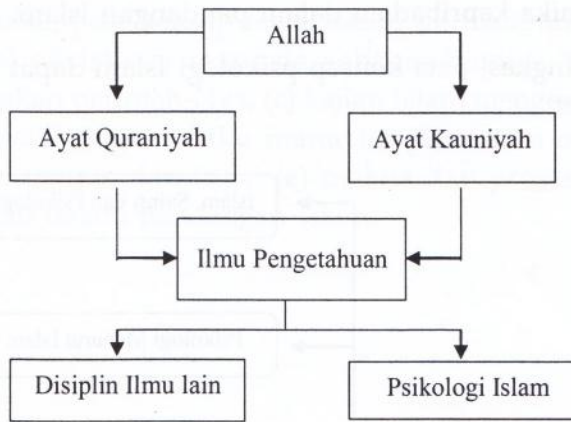 Allah
Ayat Quraniyah
Ayat Kauniyah
Ilmu Pengetahuan
Disiplin Ilmu lain
Psikologi Islam